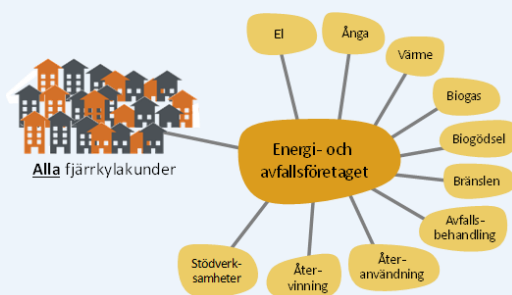 El
Ånga
Värme
Biogas
Biogödsel
Bränslen
Avfalls-
behandling
Åter-
användning
Åter-
vinning
Stödverk-
samheter
Energi- och
avfallsföretaget
Alla fjärrkylakunder